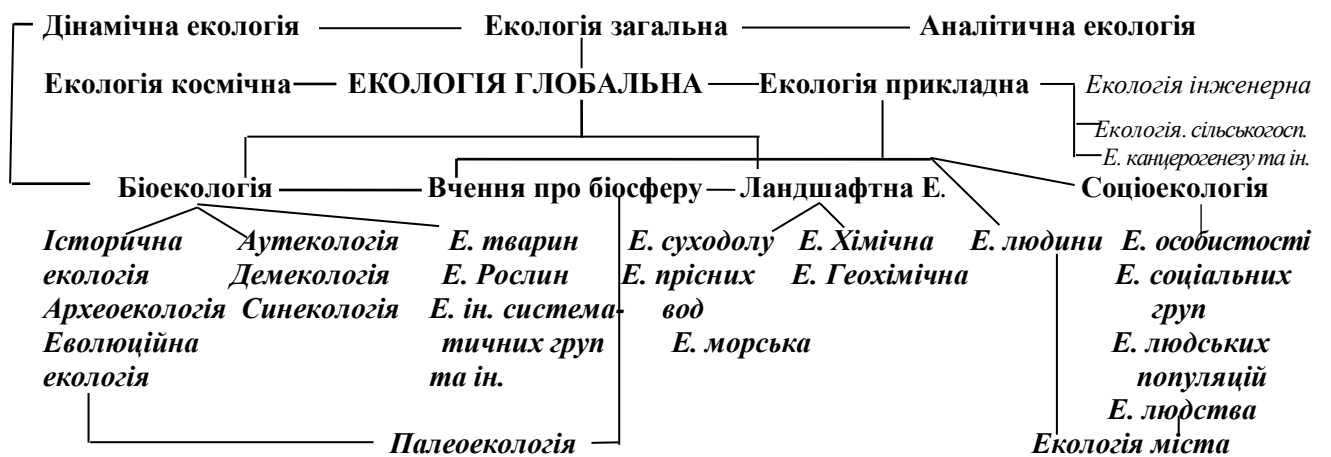 Дінамічна екологія Екологія загальна Аналітична екологія
Екологія космічна ЕКОЛОГІЯ ГЛОБАЛЬНА Екологія прикладна Екологія інженерна
Екологія. сільськогосп.
Е. канцерогенезу та ін.
Біоекологія Вчення про біосферу Ландшафтна Е. Соціоекологія
Історична Аутекологія Е. тварин Е. суходолу Е. Хімічна Е. людини Е. особистості
екологія Демекологія Е. Рослин Е. прісних Е. Геохімічна Е. соціальних
Археоекологія Синекологія Е. ін. система- вод груп
Еволюційна тичних груп Е. морська Е. людських
екологія та ін. популяцій
Е. людства
Палеоекологія Екологія міста